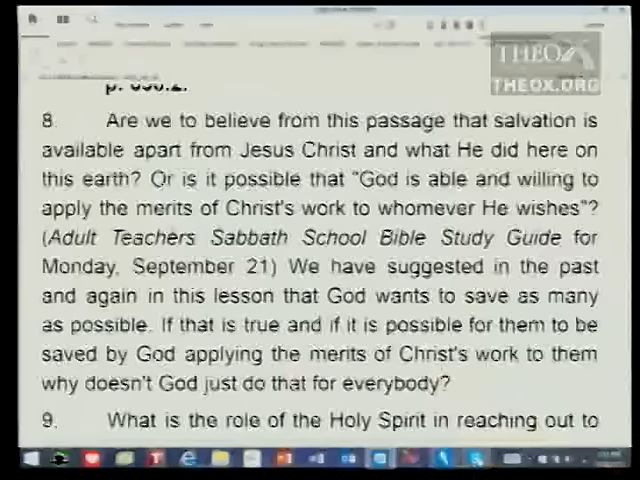 THEOX
THEOX.ORG
8. Are we to believe from this passage that salvation is
available apart from Jesus Christ and what He did here on
this earth? Or is it possible that "God is able and willing to
apply the merits of Christ's work to whomever He wishes"?
(Adult Teachers Sabbath School Bible Study Guide for
Monday, September 21) We have suggested in the past
and again in this lesson that God wants to save as many
as possible. If that is true and if it is possible for them to be
saved by God applying the merits of Christ's work to them
why doesn't God just do that for everybody?
9. What is the role of the Holy Spirit in reaching out to